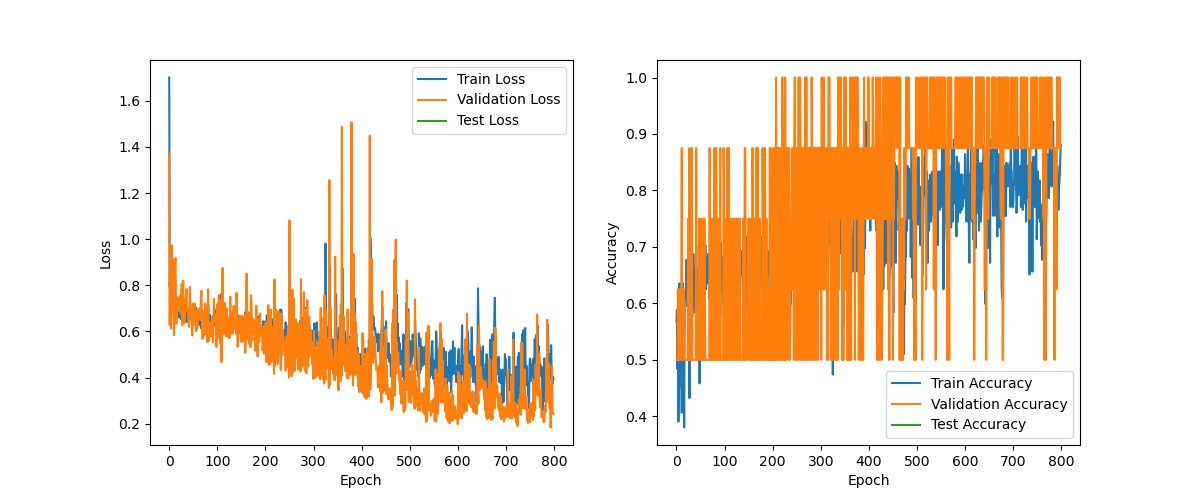 1.6
1.4
1.2
1.0
0.8
0.6
0.4
0.2
Loss
0 100 200 300 400 500 600 700 800
Epoch
Train Loss
Validation Loss
Test Loss
1.0
0.9
0.8
0.7
0.6
0.5
0.4
Accuracy
0 100 200 300 400 500 600 700 800
Epoch
Train Accuracy
Validation Accuracy
Test Accuracy